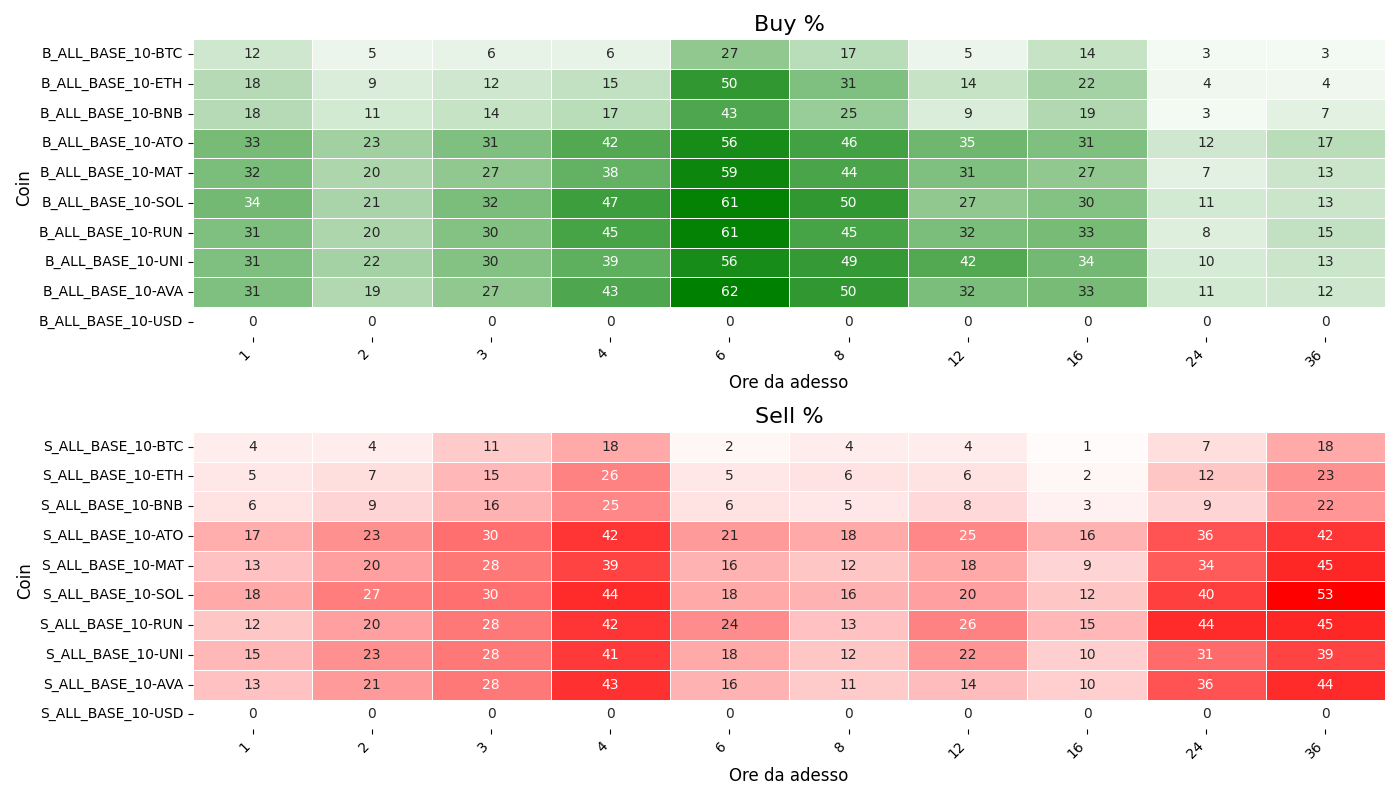 Buy %
Coin
B_ALL_BASE_10-BTC 12 5 6 6 27 17 5 14 3 3
B_ALL_BASE_10-ETH 18 9 12 15 50 31 14 22 4 4
B_ALL_BASE_10-BNB 18 11 14 17 43 25 9 19 3 7
B_ALL_BASE_10-ATO 33 23 31 42 56 46 35 31 12 17
B_ALL_BASE_10-MAT 32 20 27 38 59 44 31 27 7 13
B_ALL_BASE_10-SOL 34 21 32 47 61 50 27 30 11 13
B_ALL_BASE_10-RUN 31 20 30 45 61 45 32 33 8 15
B_ALL_BASE_10-UNI 31 22 30 39 56 49 42 34 10 13
B_ALL_BASE_10-AVA 31 19 27 43 62 50 32 33 11 12
B_ALL_BASE_10-USD 0 0 0 0 0 0 0 0 0 0
1 2 3 4 6 8 12 16 24 36
Ore da adesso
Sell %
Coin
S_ALL_BASE_10-BTC 4 4 11 18 2 4 4 1 7 18
S_ALL_BASE_10-ETH 5 7 15 26 5 6 6 2 12 23
S_ALL_BASE_10-BNB 6 9 16 25 6 5 8 3 9 22
S_ALL_BASE_10-ATO 17 23 30 42 21 18 25 16 36 42
S_ALL_BASE_10-MAT 13 20 28 39 16 12 18 9 34 45
S_ALL_BASE_10-SOL 18 27 30 44 18 16 20 12 40 53
S_ALL_BASE_10-RUN 12 20 28 42 24 13 26 15 44 45
S_ALL_BASE_10-UNI 15 23 28 41 18 12 22 10 31 39
S_ALL_BASE_10-AVA 13 21 28 43 16 11 14 10 36 44
S_ALL_BASE_10-USD 0 0 0 0 0 0 0 0 0 0
1 2 3 4 6 8 12 16 24 36
Ore da adesso